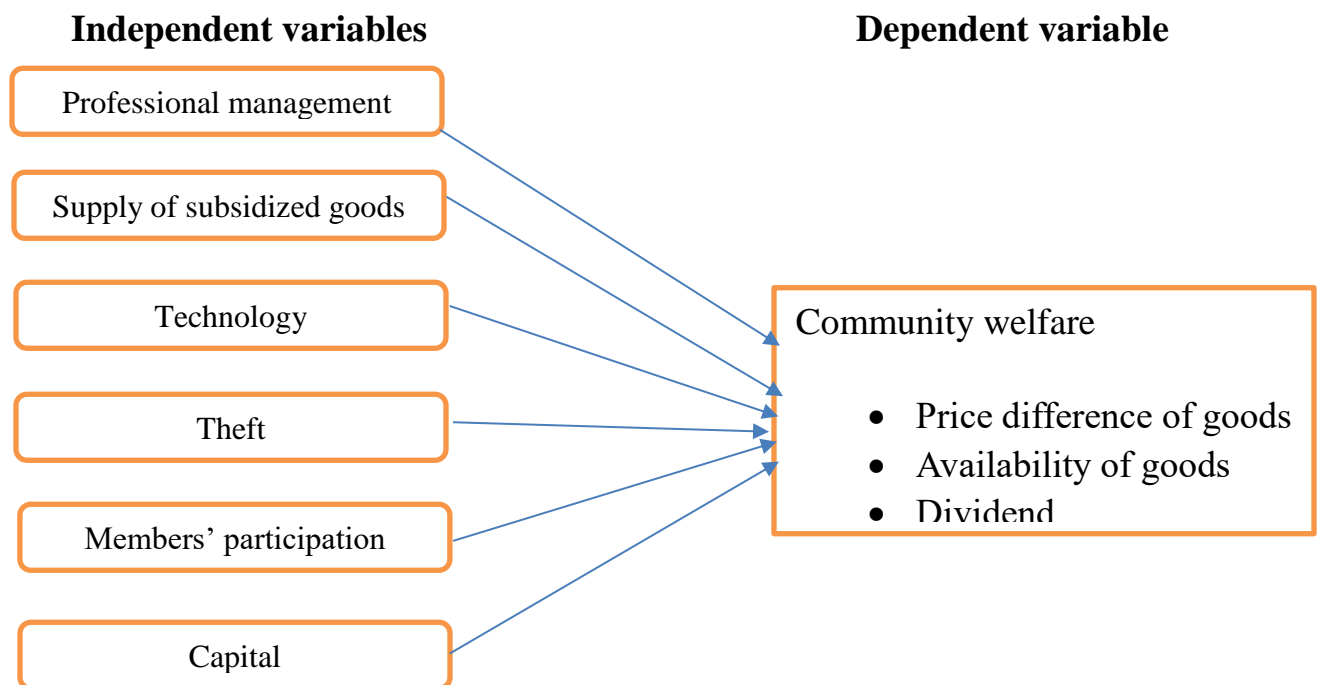 Independent variables
Dependent variable
Professional management
Supply of subsidized goods
Technology
Theft
Members’ participation
Capital
Community welfare
• Price difference of goods
• Availability of goods
• Dividend